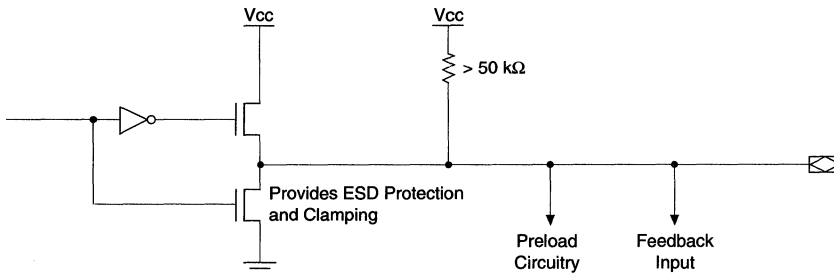 Vcc
Vcc
> 50 kΩ
Provides ESD Protection
and Clamping
Preload
Circuitry
Feedback
Input